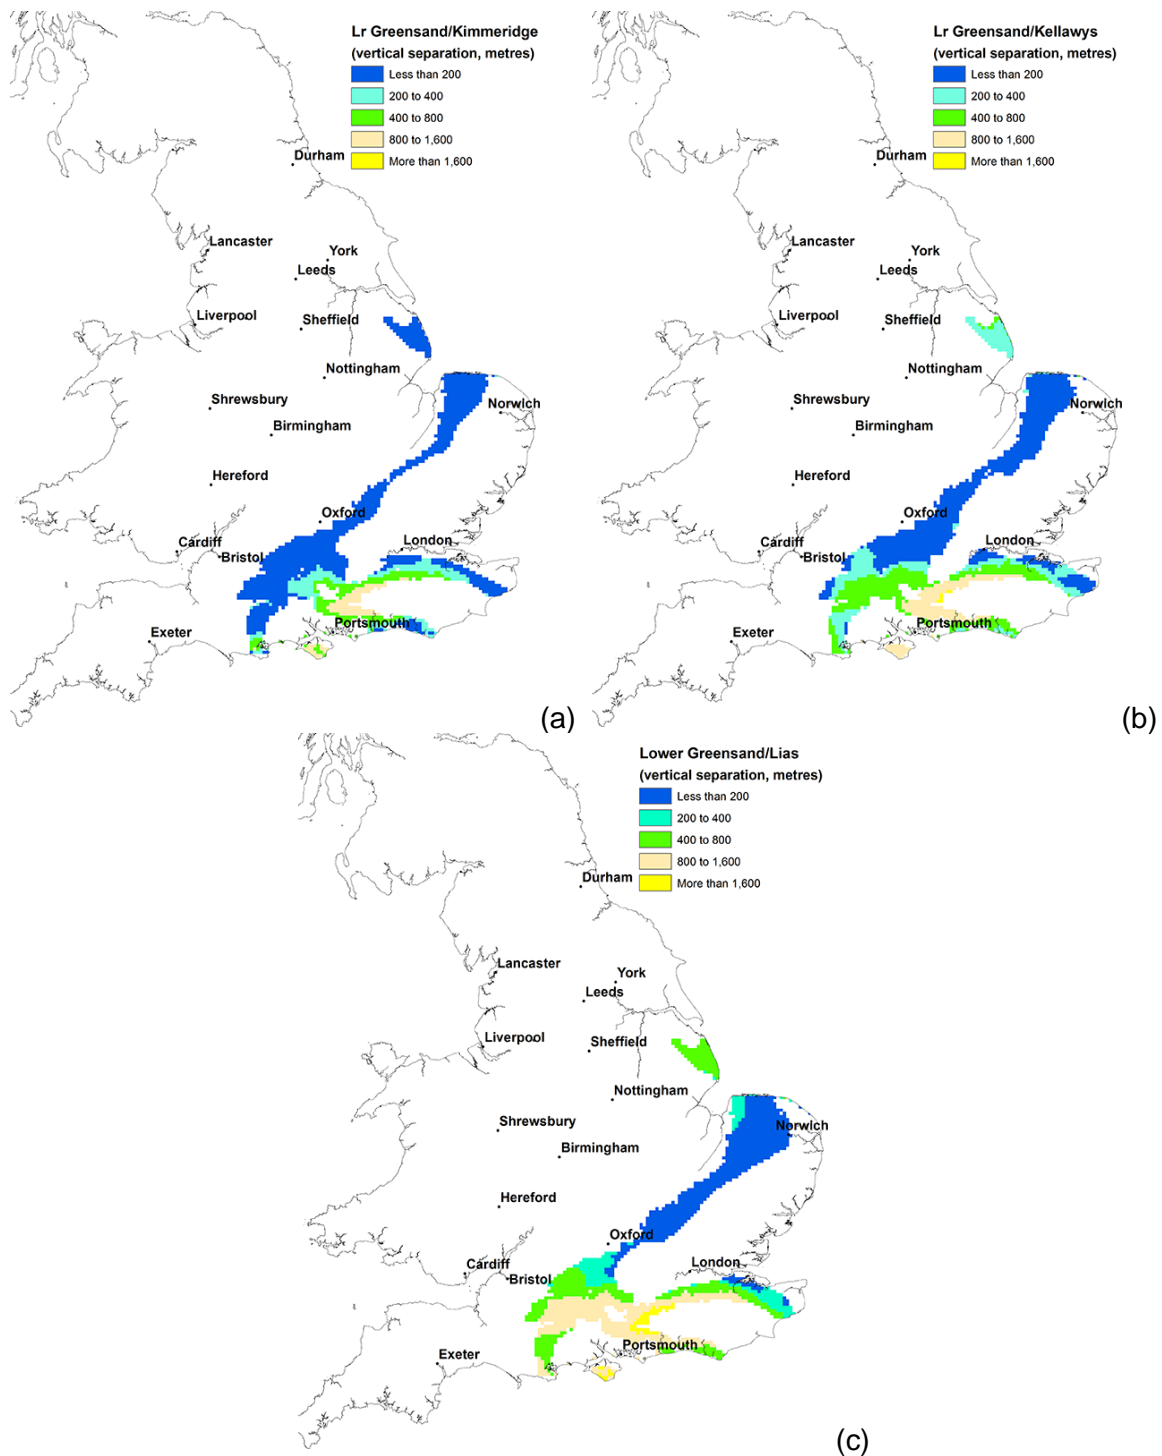 Lr Greensand/Kimmeridge
(vertical separation, metres)
Less than 200
200 to 400
400 to 800
800 to 1,600
More than 1,600
Durham
Lancaster
York
Leeds
Liverpool
Sheffield
Nottingham
Shrewsbury
Norwich
Birmingham
Hereford
Oxford
Cardiff
London
Bristol
Portsmouth
Exeter
(a)
Lr Greensand/Kellawys
(vertical separation, metres)
Less than 200
200 to 400
400 to 800
800 to 1,600
More than 1,600
Durham
Lancaster
York
Leeds
Liverpool
Sheffield
Nottingham
Shrewsbury
Norwich
Birmingham
Hereford
Oxford
Cardiff
London
Bristol
Portsmouth
Exeter
(b)
Lower Greensand/Lias
(vertical separation, metres)
Less than 200
200 to 400
400 to 800
800 to 1,600
More than 1,600
Durham
Lancaster
York
Leeds
Liverpool
Sheffield
Nottingham
Shrewsbury
Norwich
Birmingham
Hereford
Oxford
Cardiff
London
Bristol
Portsmouth
Exeter
(c)